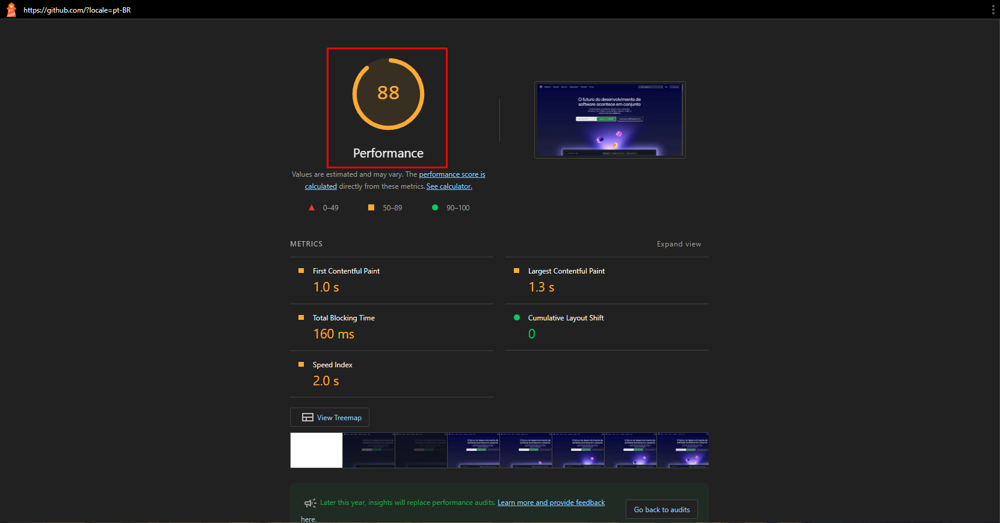 https://github.com/?locale=pt-BR
88
Performance
Values are estimated and may vary. The performance score is
calculated directly from these metrics. See calculator.
0–49
50–89
90–100
O futuro do desenvolvimento de
software acontece em conjunto
METRICS
Expand view
First Contentful Paint
1.0 s
Largest Contentful Paint
1.3 s
Total Blocking Time
160 ms
Cumulative Layout Shift
0
Speed Index
2.0 s
View Treemap
Later this year, insights will replace performance audits. Learn more and provide feedback
here.
Go back to audits